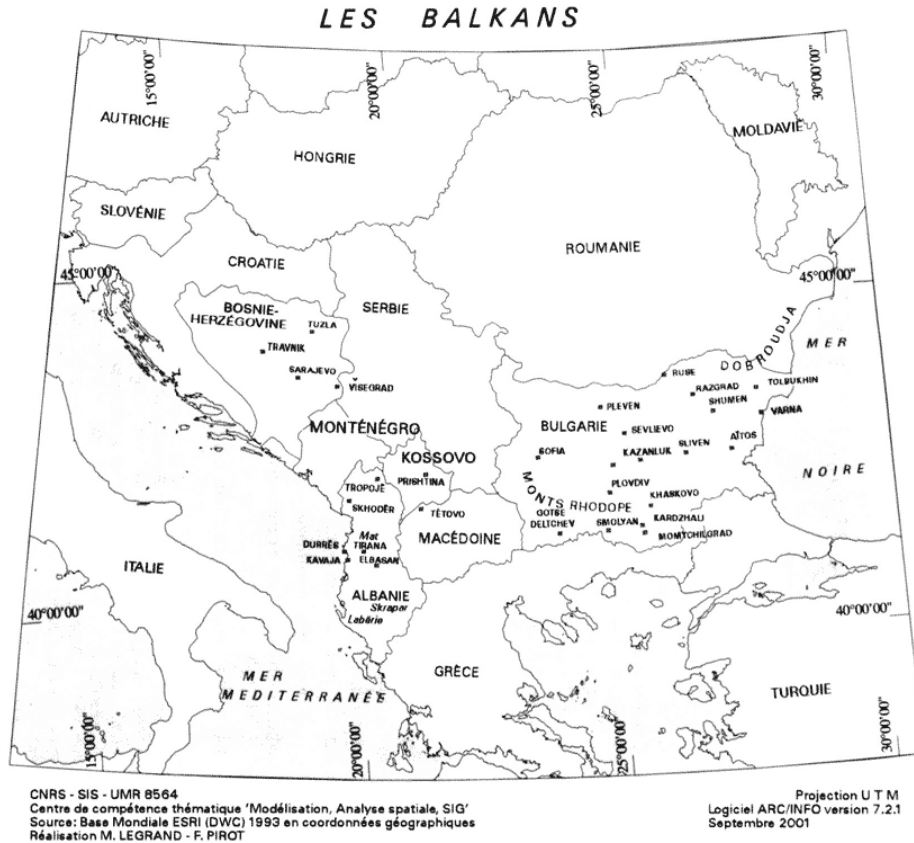 LES BALKANS
15°00'00"
20°00'00"
25°00'00"
30°00'00"
AUTRICHE
MOLDAVIE
HONGRIE
SLOVÉNIE
ROUMANIE
CROATIE
45°00'00"
45°00'00"
BOSNIE-
HERZÉGOVINE
SERBIE
TUZLA
TRAVNIK
DOBROUDJA
MER
SARAJEVO
VIŠEGRAD
RUSE
RAZGRAD
TOLBUKHIN
SHUMEN
PLEVEN
VARNA
MONTÉNÉGRO
BULGARIE
SEVLIEVO
SOFIA
KAZANLUK
SLIVEN
AÏTOS
KOSSOVO
PRISHTINA
NOIRE
TROPOJË
PLOVDIV
MONTS RHODOPE
KHASKOVO
SKHODËR
TÉTOVO
GOTSE
DELTCHEV
SMOLYAN
KARDZHALI
MOMTCHILGRAD
Mat
MACÉDOINE
DURRËS
TIRANA
KAVAJA
ELBASAN
ITALIE
ALBANIE
Skrapar
Labërie
40°00'00"
40°00'00"
GRÈCE
MER
MEDITERRANÉE
TURQUIE
15°00'00"
20°00'00"
25°00'00"
30°00'00"
CNRS - SIS - UMR 8564
Centre de compétence thématique 'Modélisation, Analyse spatiale, SIG'
Source: Base Mondiale ESRI (DWC) 1993 en coordonnées géographiques
Réalisation M. LEGRAND - F. PIROT
Projection U T M
Logiciel ARC/INFO version 7.2.1
Septembre 2001